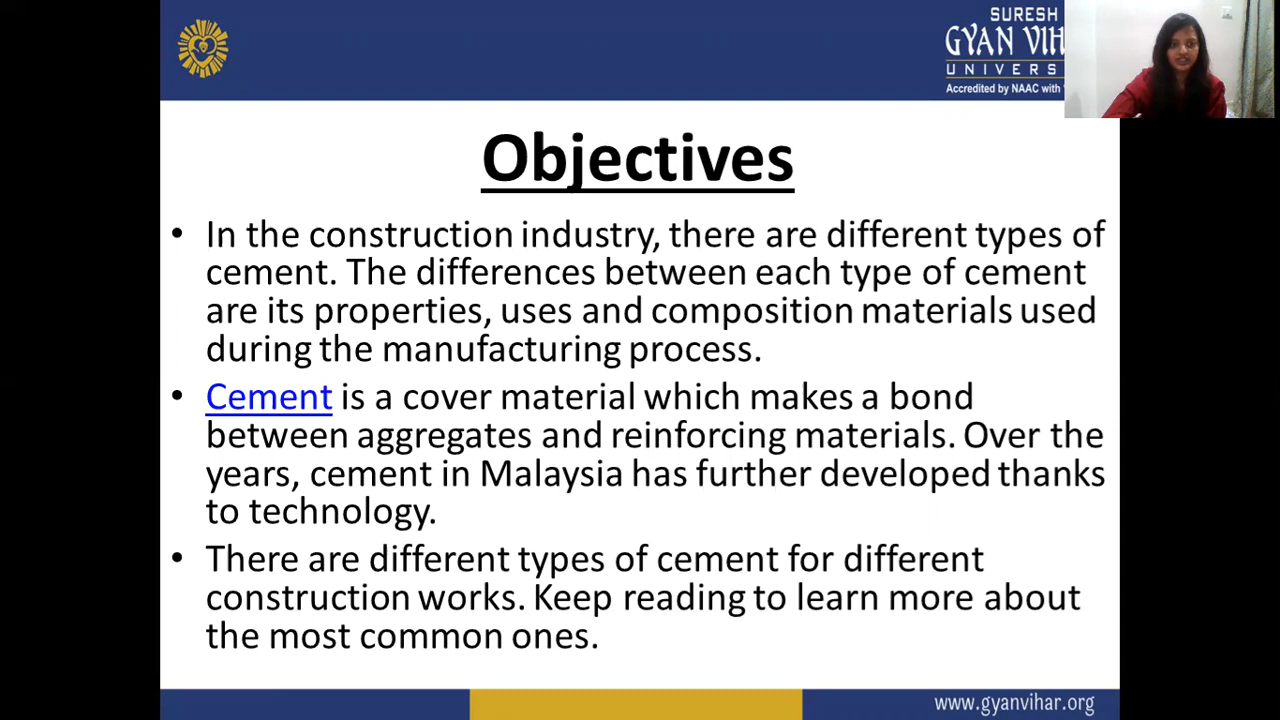 SURESH
GYAN VIH
UNIVERS
Accredited by NAAC with
Objectives
• In the construction industry, there are different types of
cement. The differences between each type of cement
are its properties, uses and composition materials used
during the manufacturing process.
• Cement is a cover material which makes a bond
between aggregates and reinforcing materials. Over the
years, cement in Malaysia has further developed thanks
to technology.
• There are different types of cement for different
construction works. Keep reading to learn more about
the most common ones.
www.gyanvihar.org